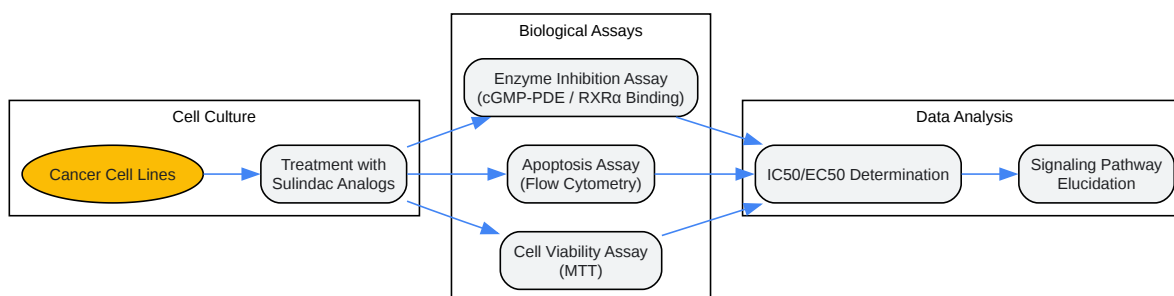 Cell Culture
Cancer Cell Lines
Treatment with
Sulindac Analogs
Biological Assays
Enzyme Inhibition Assay
(cGMP-PDE / RXRα Binding)
Apoptosis Assay
(Flow Cytometry)
Cell Viability Assay
(MTT)
Data Analysis
IC50/EC50 Determination
Signaling Pathway
Elucidation